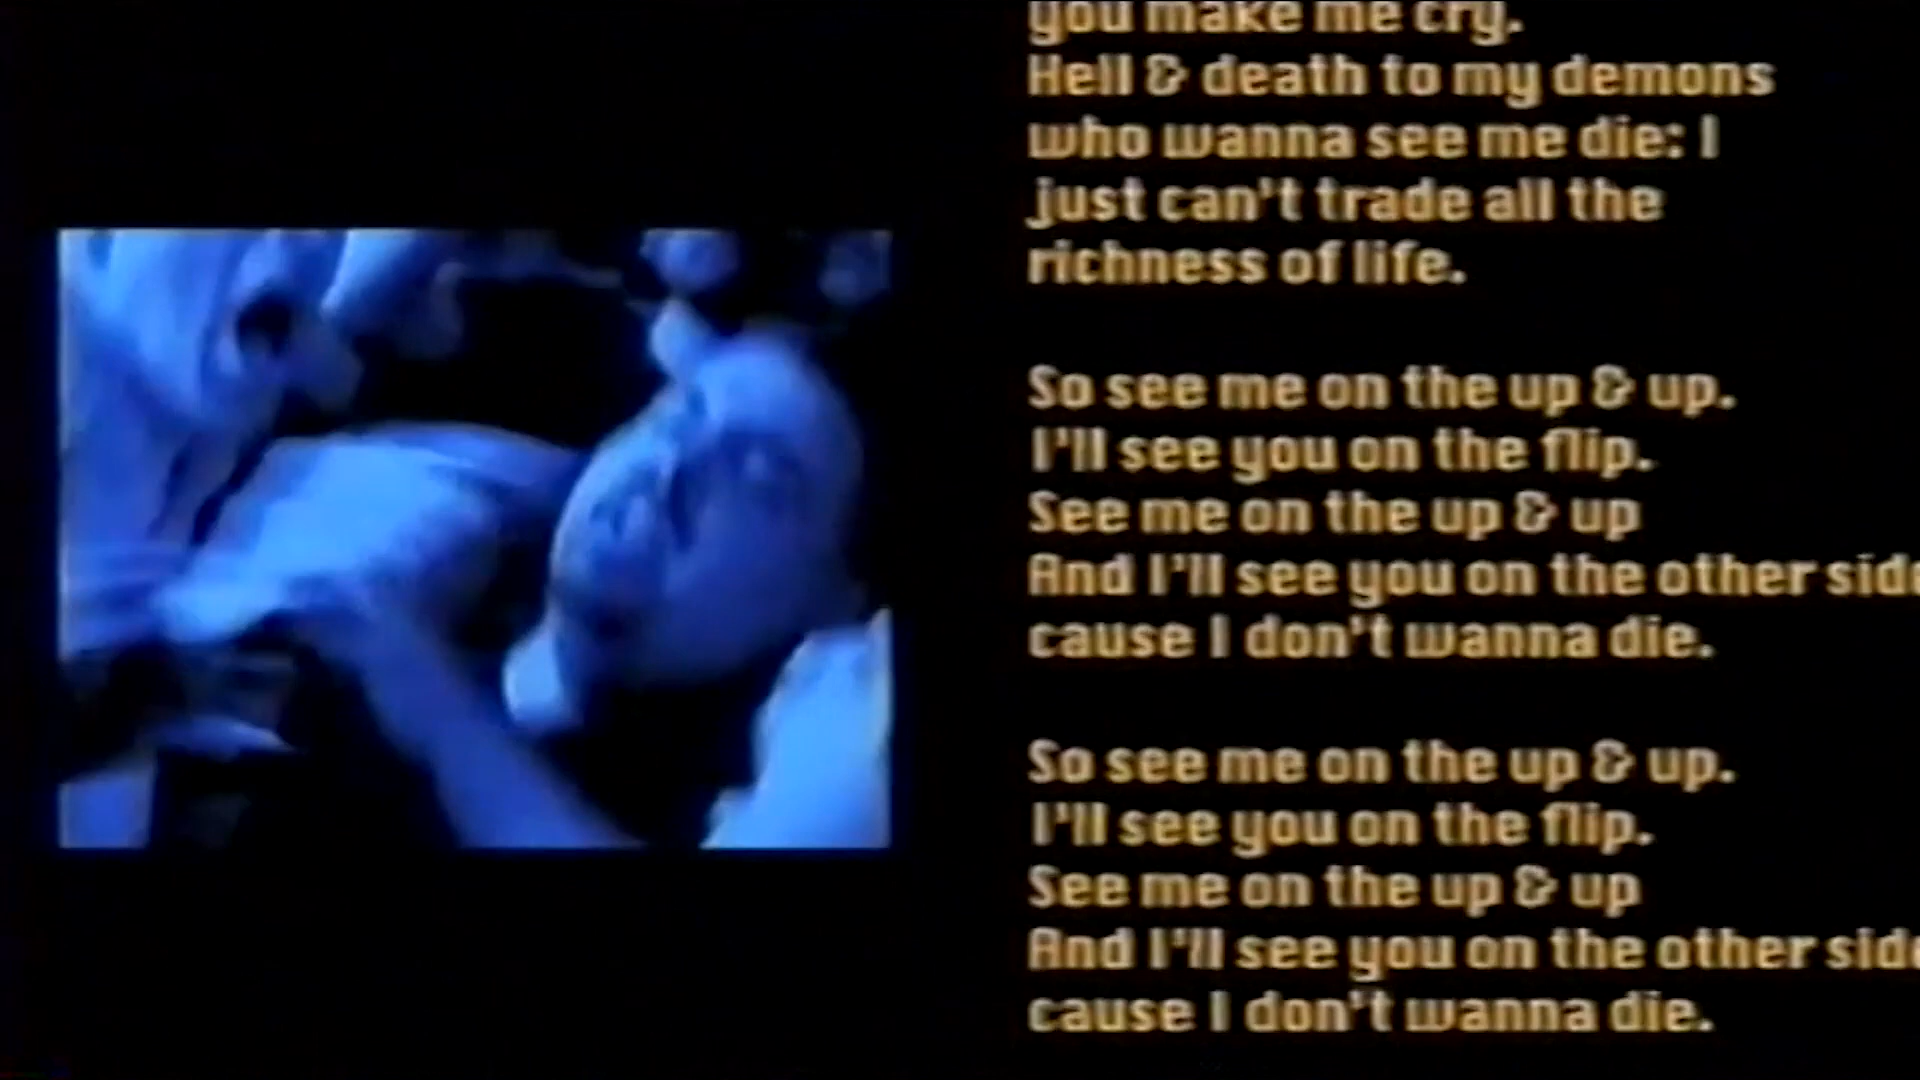 you make me cry.
Hell & death to my demons
who wanna see me die: I
just can't trade all the
richness of life.
So see me on the up & up.
I'll see you on the flip.
See me on the up & up
And I'll see you on the other side
cause I don't wanna die.
So see me on the up & up.
I'll see you on the flip.
See me on the up & up
And I'll see you on the other side
cause I don't wanna die.